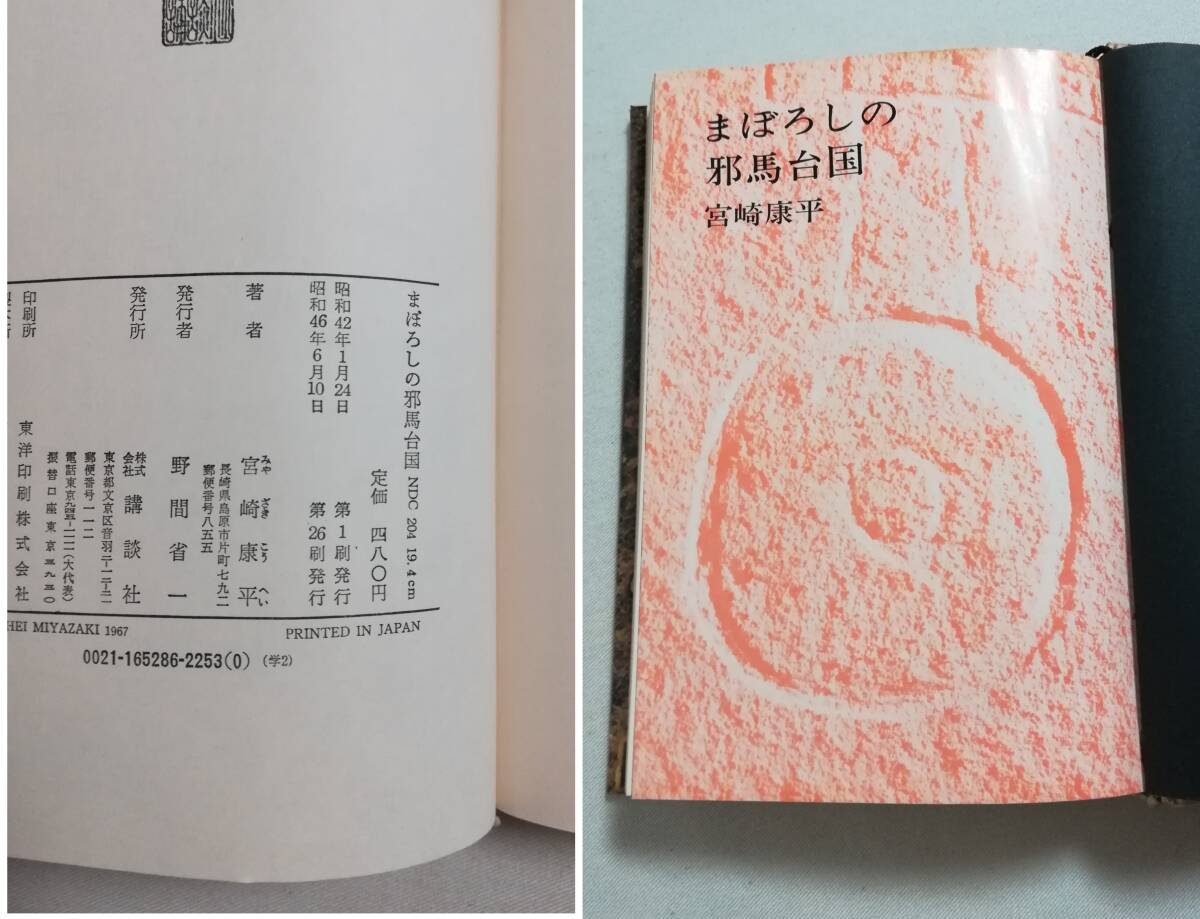 まぼろしの邪馬台国 NDC 204 19.4cm
定価 四八〇円
昭和42年1月24日 第1刷発行
昭和46年6月10日 第26刷発行
著者 宮崎康平
みや ざき こう へい
長崎県島原市片町七九二
郵便番号八五五
発行者 野間省一
発行所 株式会社 講談社
東京都文京区音羽二-一二-二一
郵便番号一一二
電話東京(大代表)
振替口座東京三九三〇
印刷所 東洋印刷株式会社
HEI MIYAZAKI 1967
PRINTED IN JAPAN
0021-165286-2253(0) (学2)
まぼろしの
邪馬台国
宮崎康平